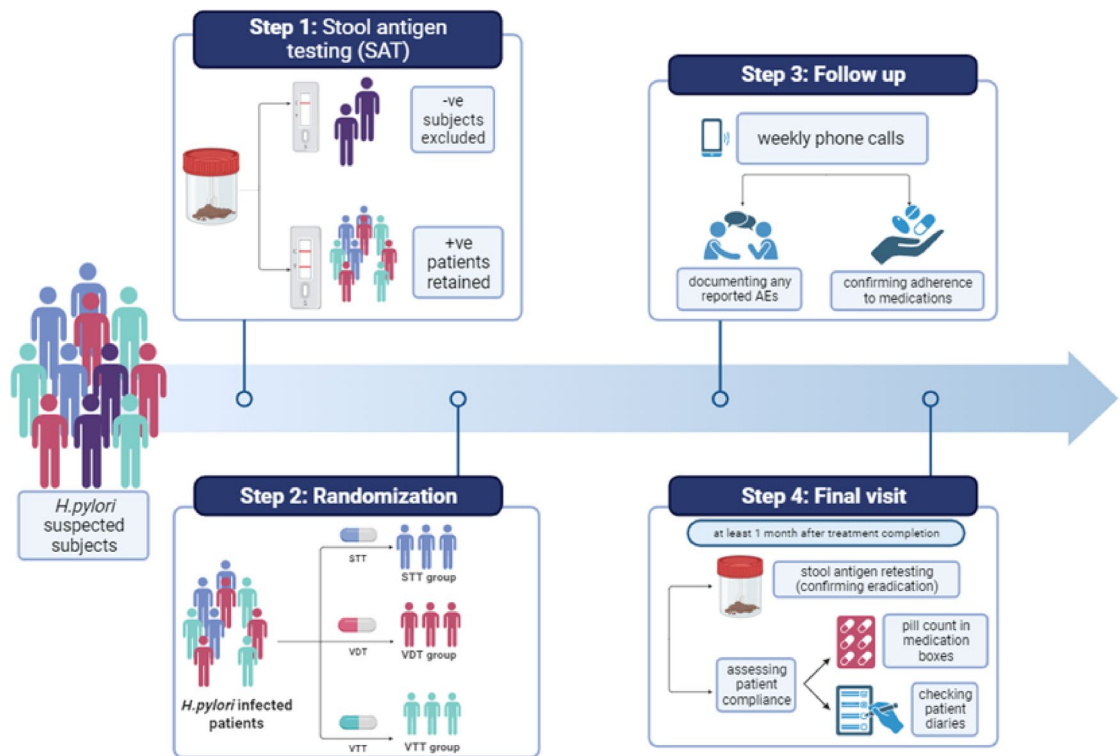 Step 1: Stool antigen
testing (SAT)
-ve
subjects
excluded
+ve
patients
retained
H.pylori
suspected
subjects
Step 2: Randomization
H.pylori infected
patients
STT
STT group
VDT
VDT group
VTT
VTT group
Step 3: Follow up
weekly phone calls
documenting any
reported AEs
confirming adherence
to medications
Step 4: Final visit
at least 1 month after treatment completion
stool antigen retesting
(confirming eradication)
assessing
patient
compliance
pill count in
medication
boxes
checking
patient
diaries